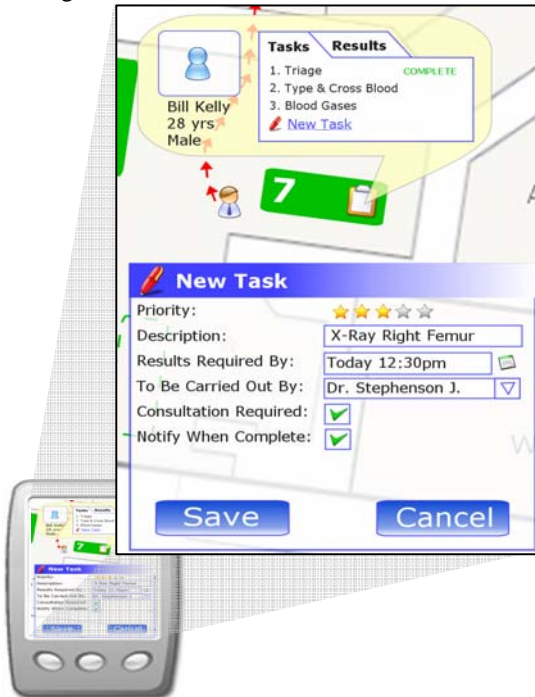 Tasks Results
1. Triage COMPLETE
2. Type & Cross Blood
3. Blood Gases
New Task
Bill Kelly
28 yrs
Male
7
New Task
Priority:
Description: X-Ray Right Femur
Results Required By: Today 12:30pm
To Be Carried Out By: Dr. Stephenson J.
Consultation Required:
Notify When Complete:
Save Cancel